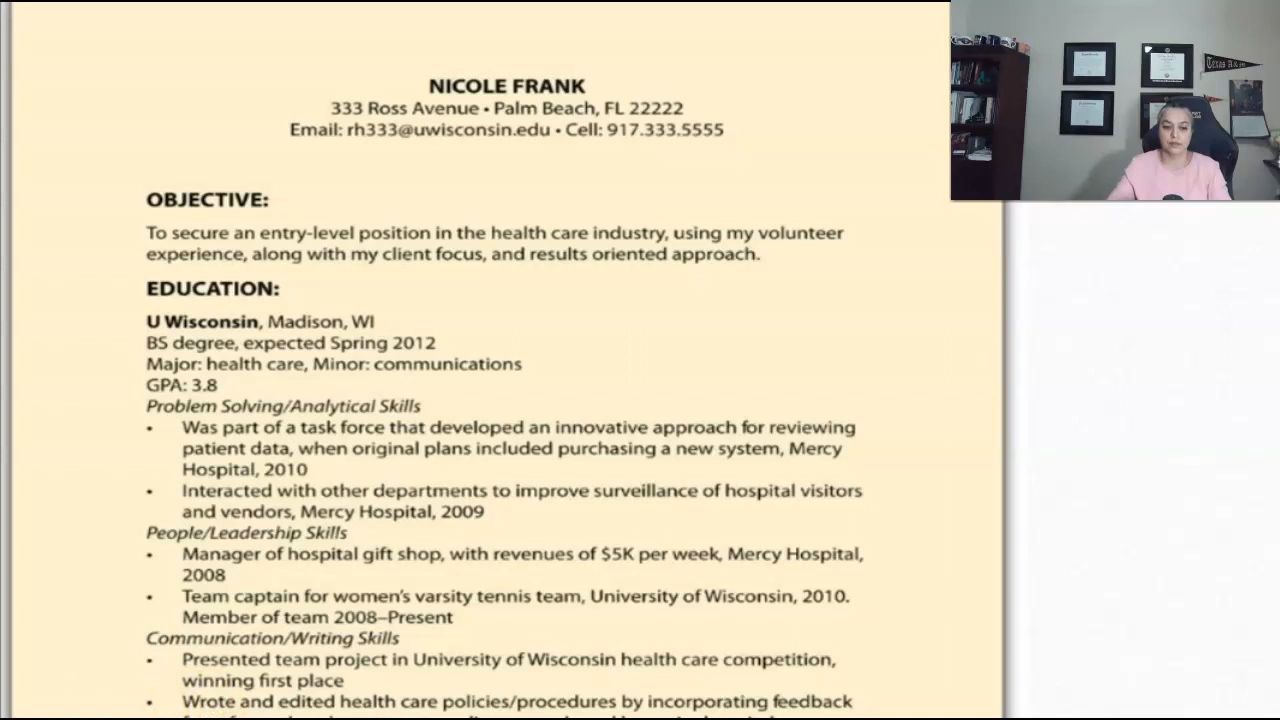 NICOLE FRANK
333 Ross Avenue • Palm Beach, FL 22222
Email: rh333@uwisconsin.edu • Cell: 917.333.5555
OBJECTIVE:
To secure an entry-level position in the health care industry, using my volunteer
experience, along with my client focus, and results oriented approach.
EDUCATION:
U Wisconsin, Madison, WI
BS degree, expected Spring 2012
Major: health care, Minor: communications
GPA: 3.8
Problem Solving/Analytical Skills
• Was part of a task force that developed an innovative approach for reviewing
patient data, when original plans included purchasing a new system, Mercy
Hospital, 2010
• Interacted with other departments to improve surveillance of hospital visitors
and vendors, Mercy Hospital, 2009
People/Leadership Skills
• Manager of hospital gift shop, with revenues of $5K per week, Mercy Hospital,
2008
• Team captain for women's varsity tennis team, University of Wisconsin, 2010.
Member of team 2008–Present
Communication/Writing Skills
• Presented team project in University of Wisconsin health care competition,
winning first place
• Wrote and edited health care policies/procedures by incorporating feedback